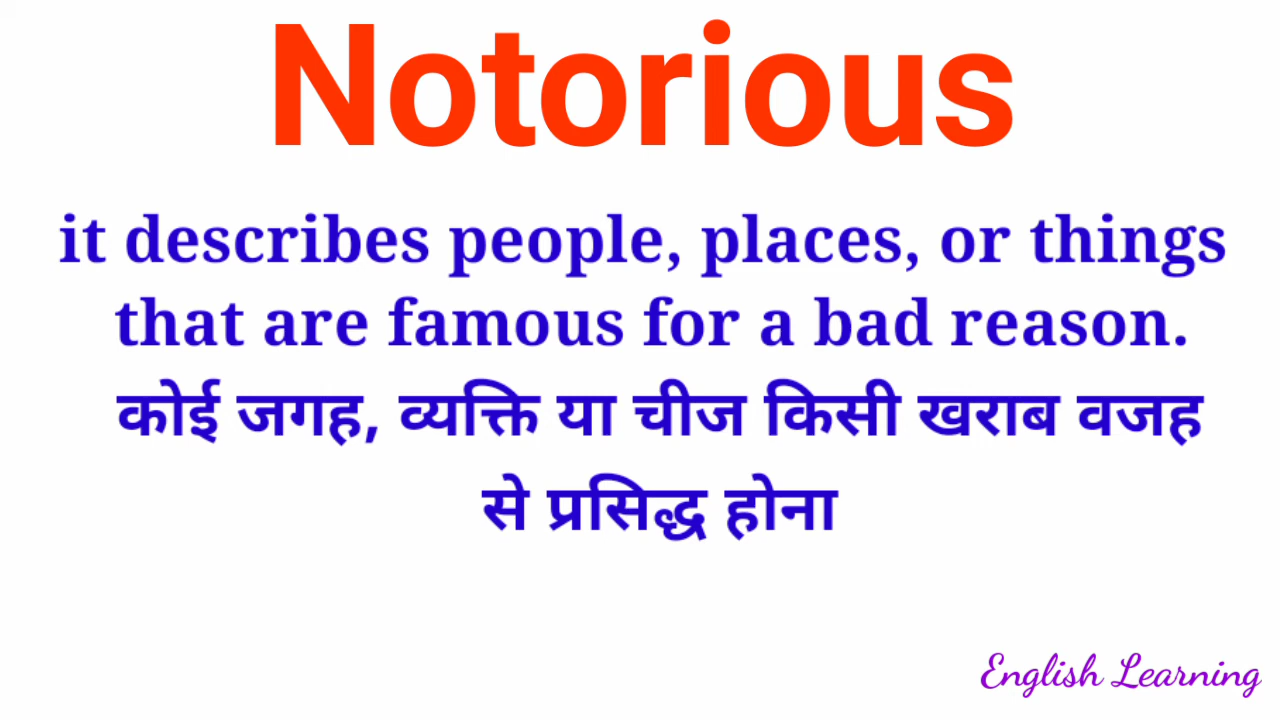 Notorious
it describes people, places, or things
that are famous for a bad reason.
कोई जगह, व्यक्ति या चीज किसी खराब वजह
से प्रसिद्ध होना
English Learning